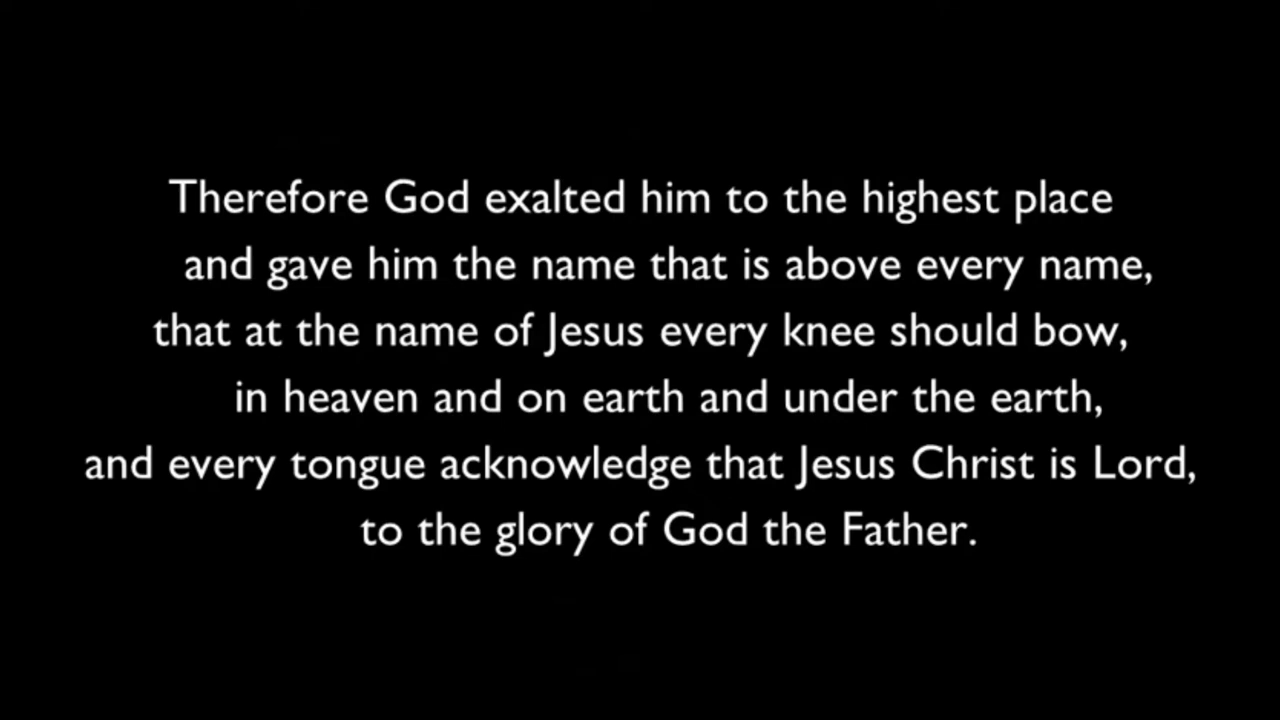 Therefore God exalted him to the highest place
and gave him the name that is above every name,
that at the name of Jesus every knee should bow,
in heaven and on earth and under the earth,
and every tongue acknowledge that Jesus Christ is Lord,
to the glory of God the Father.